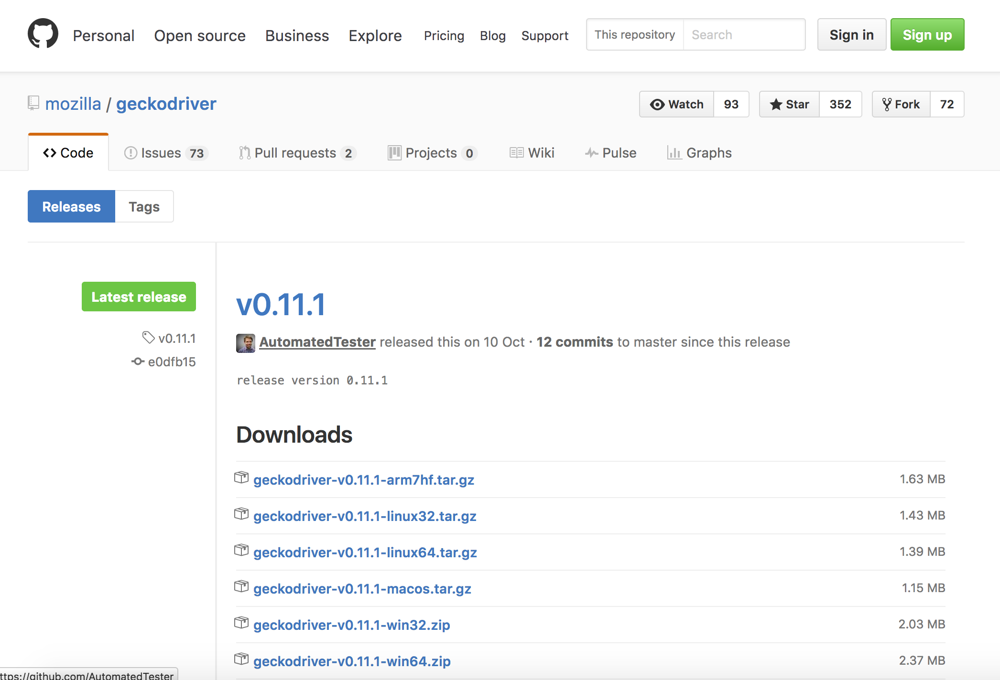 Personal Open source Business Explore Pricing Blog Support This repository Search Sign in Sign up
mozilla / geckodriver Watch 93 Star 352 Fork 72
Code Issues 73 Pull requests 2 Projects 0 Wiki Pulse Graphs
Releases Tags
Latest release
v0.11.1
e0dfb15
v0.11.1
AutomatedTester released this on 10 Oct · 12 commits to master since this release
release version 0.11.1
Downloads
geckodriver-v0.11.1-arm7hf.tar.gz 1.63 MB
geckodriver-v0.11.1-linux32.tar.gz 1.43 MB
geckodriver-v0.11.1-linux64.tar.gz 1.39 MB
geckodriver-v0.11.1-macos.tar.gz 1.15 MB
geckodriver-v0.11.1-win32.zip 2.03 MB
geckodriver-v0.11.1-win64.zip 2.37 MB
ttps://github.com/AutomatedTester